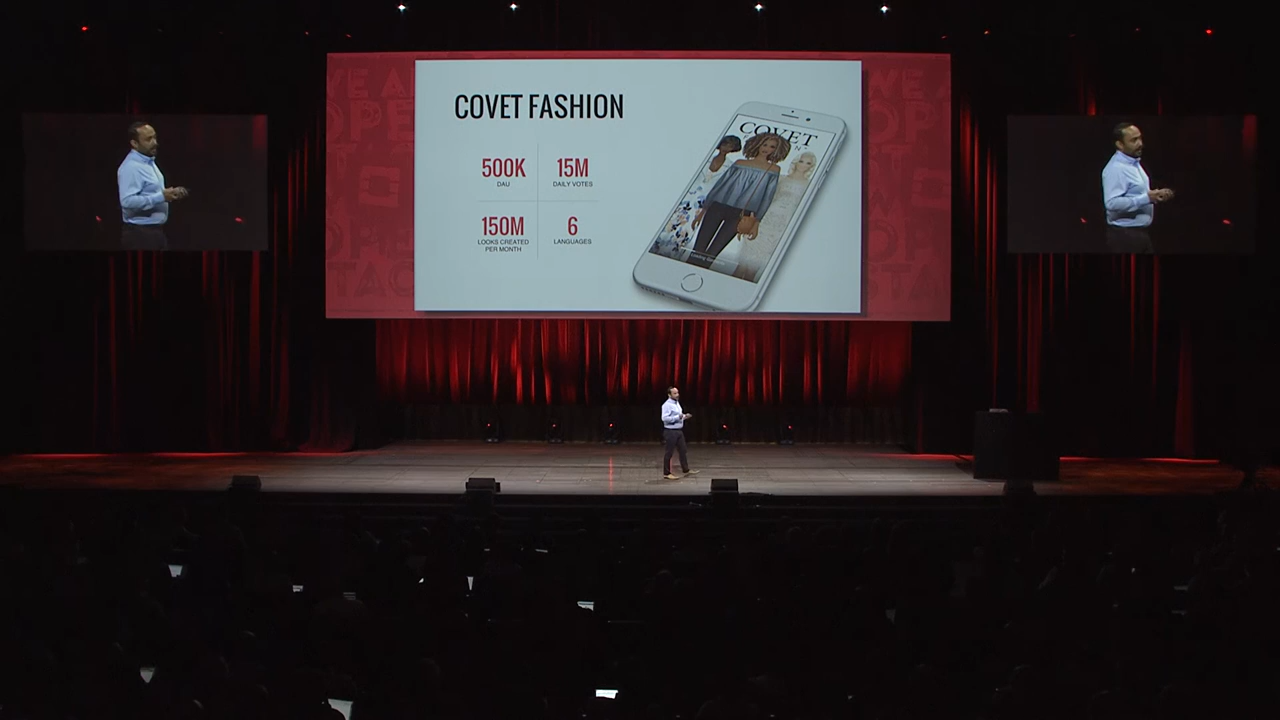 COVET FASHION
500K
DAU
15M
DAILY VOTES
150M
LOOKS CREATED
PER MONTH
6
LANGUAGES
COVET